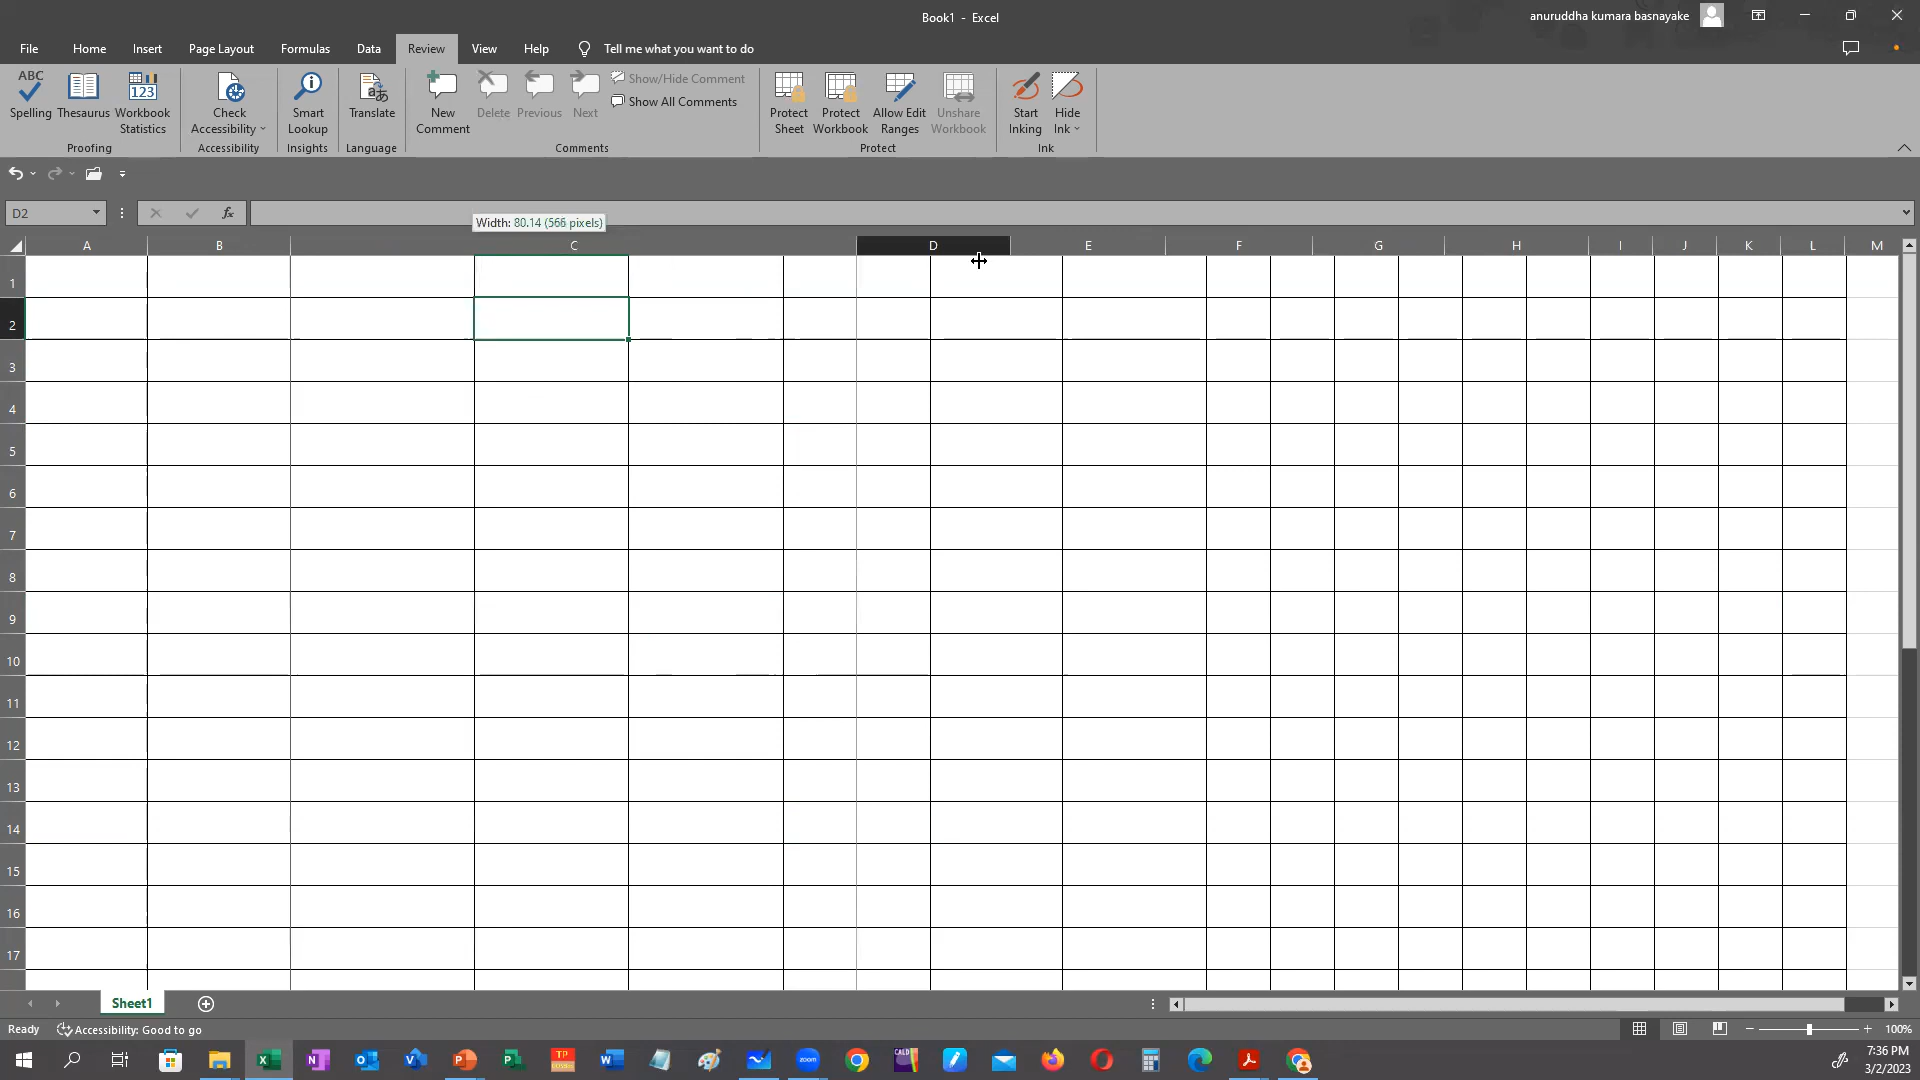 Book1 - Excel
anuruddha kumara basnayake
File Home Insert Page Layout Formulas Data Review View Help Tell me what you want to do
ABC
123
Spelling Thesaurus Workbook Statistics
Check Accessibility
Smart Lookup
Translate
New Comment Delete Previous Next
Show/Hide Comment
Show All Comments
Protect Sheet Protect Workbook Allow Edit Ranges Unshare Workbook
Start Inking Hide Ink
Proofing Accessibility Insights Language Comments Protect Ink
D2
fx
Width: 80.14 (566 pixels)
A B C D E F G H I J K L M
1
2
3
4
5
6
7
8
9
10
11
12
13
14
15
16
17
Sheet1
Ready Accessibility: Good to go
100%
zoom
CALD
TP
7:36 PM
3/2/2023